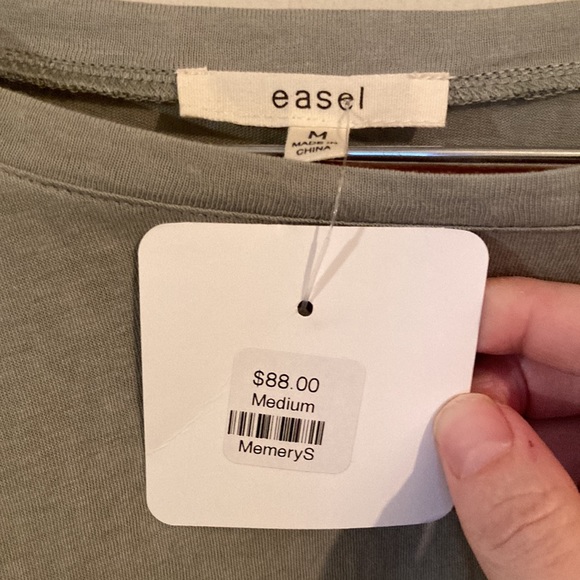 easel
M
MADE IN
CHINA
$88.00
Medium
MemeryS